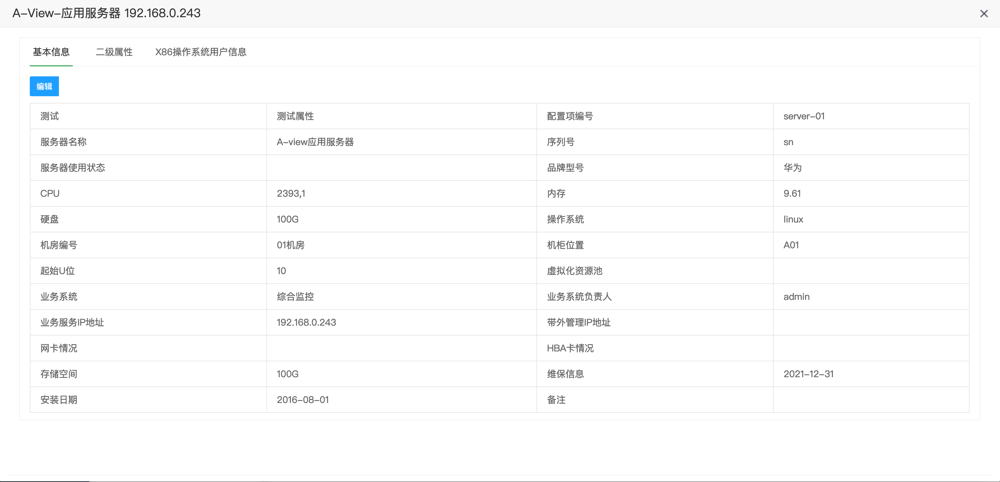 A-View-应用服务器 192.168.0.243
基本信息 二级属性 X86操作系统用户信息
编辑
测试 测试属性 配置项编号 server-01
服务器名称 A-view应用服务器 序列号 sn
服务器使用状态 品牌型号 华为
CPU 2393,1 内存 9.61
硬盘 100G 操作系统 linux
机房编号 01机房 机柜位置 A01
起始U位 10 虚拟化资源池
业务系统 综合监控 业务系统负责人 admin
业务服务IP地址 192.168.0.243 带外管理IP地址
网卡情况 HBA卡情况
存储空间 100G 维保信息 2021-12-31
安装日期 2016-08-01 备注